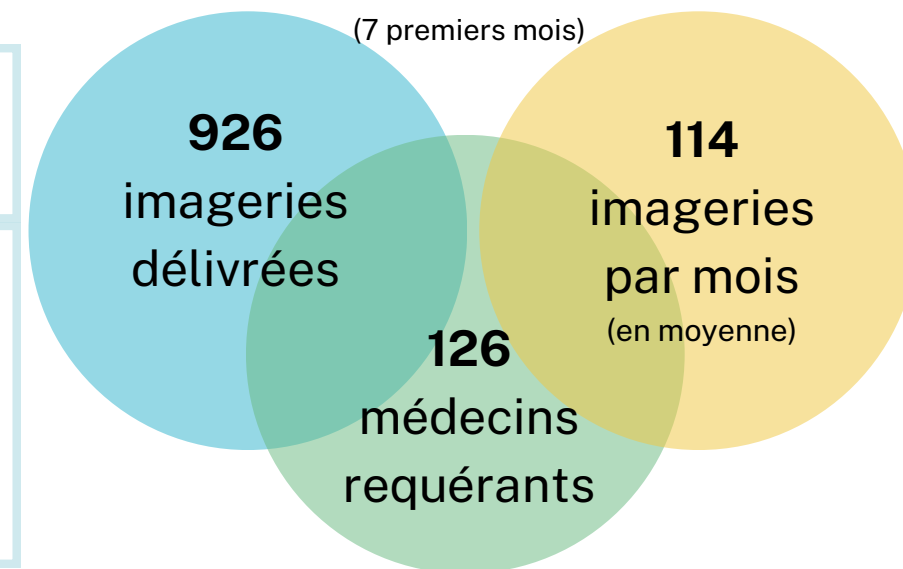 (7 premiers mois)
926
imageries
délivrées
114
imageries
par mois
(en moyenne)
126
médecins
requérants